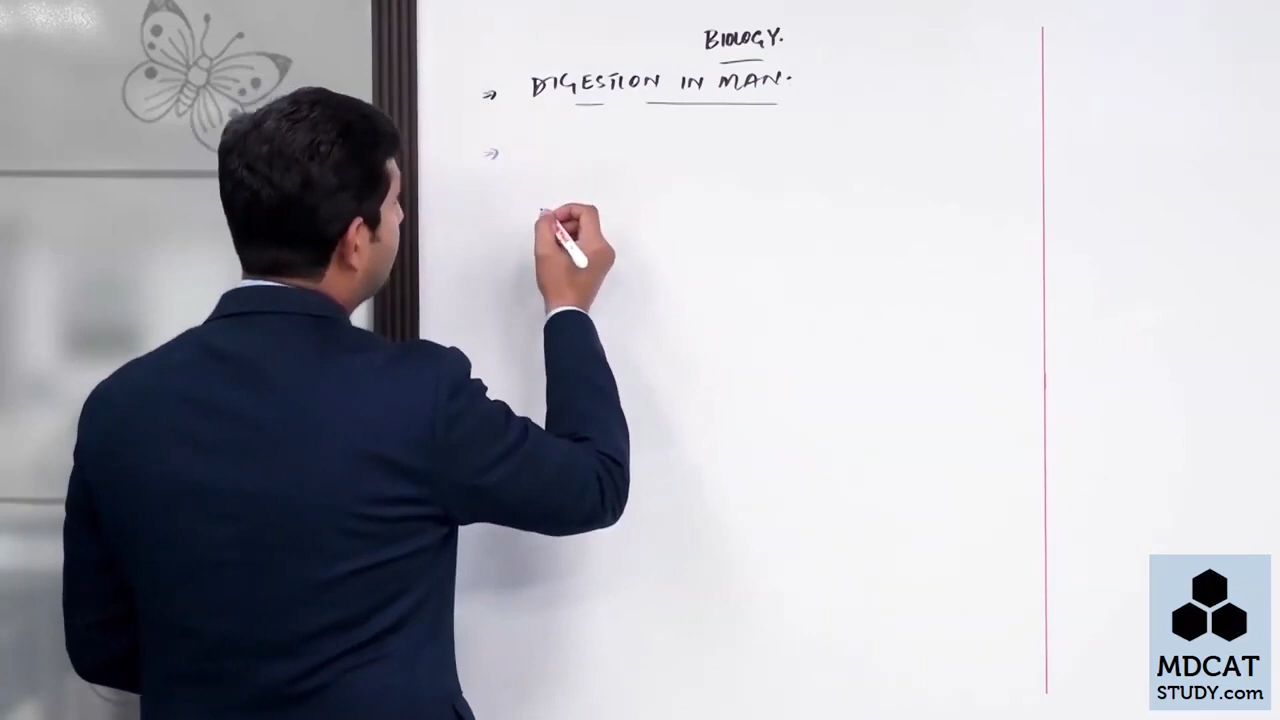 BIOLOGY.
→ DIGESTION IN MAN.
→
MDCAT
STUDY.com